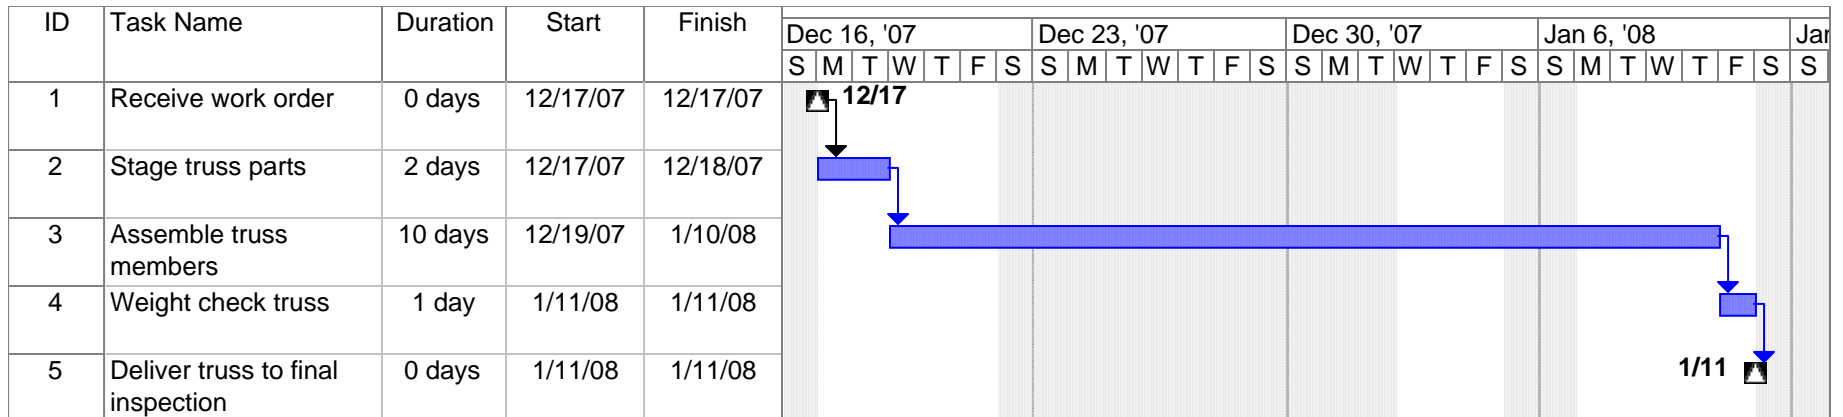 ID Task Name Duration Start Finish
Dec 16, '07 Dec 23, '07 Dec 30, '07 Jan 6, '08 Jan
S M T W T F S S M T W T F S S M T W T F S S M T W T F S S
1 Receive work order 0 days 12/17/07 12/17/07 12/17
2 Stage truss parts 2 days 12/17/07 12/18/07
3 Assemble truss 10 days 12/19/07 1/10/08
members
4 Weight check truss 1 day 1/11/08 1/11/08
5 Deliver truss to final 0 days 1/11/08 1/11/08 1/11
inspection